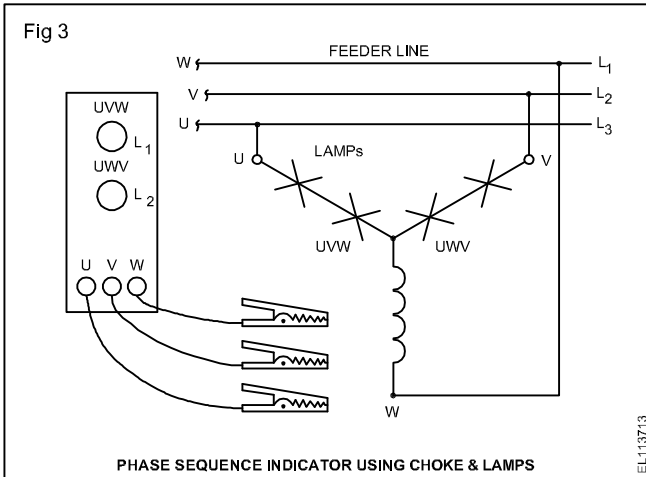 Fig 3
W FEEDER LINE L1
V L2
U L3
UVW
L1
UWV
L2
U V W
U LAMPs V
UVW UWV
W
PHASE SEQUENCE INDICATOR USING CHOKE & LAMPS
EL113713